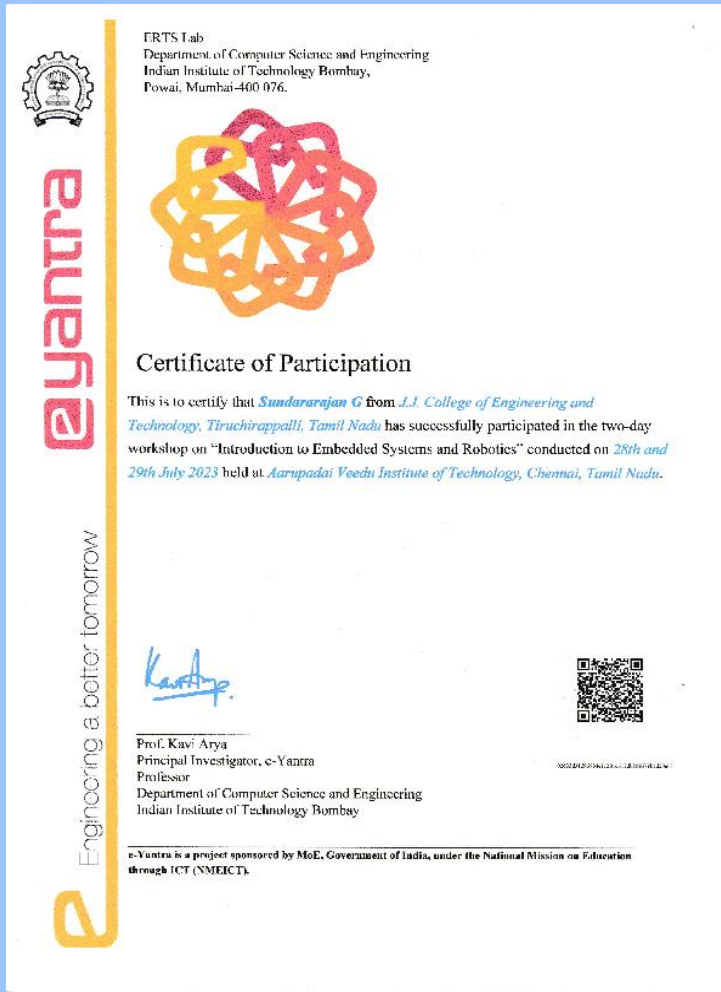 ERTS Lab
Department of Computer Science and Engineering
Indian Institute of Technology Bombay,
Powai, Mumbai-400 076.
eyantra
Engineering a better tomorrow
e
Certificate of Participation
This is to certify that Sundararajan G from J.J. College of Engineering and
Technology, Tiruchirappalli, Tamil Nadu has successfully participated in the two-day
workshop on “Introduction to Embedded Systems and Robotics” conducted on 28th and
29th July 2023 held at Aarupadai Veedu Institute of Technology, Chennai, Tamil Nadu.
Kavi Arya.
Prof. Kavi Arya
Principal Investigator, e-Yantra
Professor
Department of Computer Science and Engineering
Indian Institute of Technology Bombay
e-Yantra is a project sponsored by MoE, Government of India, under the National Mission on Education
through ICT (NMEICT).